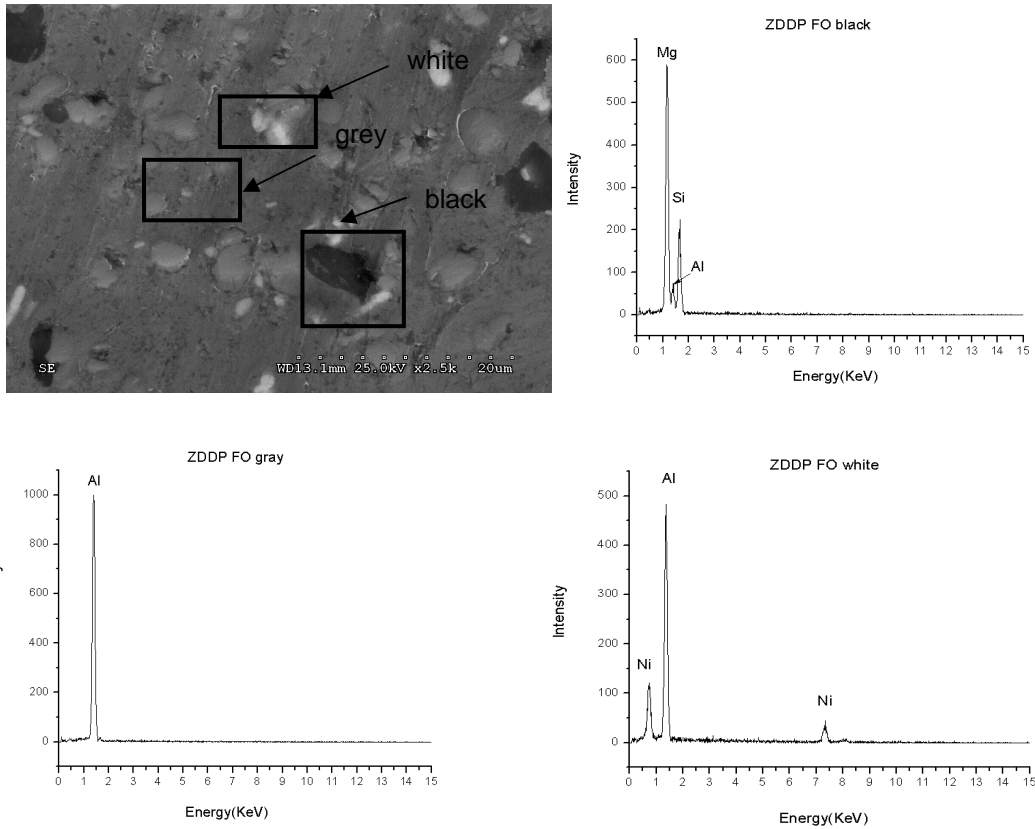 white
grey
black
SE
WD13.1mm 25.0kV x2.5k 20um
ZDDP FO black
Mg
Si
Al
Intensity
600
500
400
300
200
100
0
0 1 2 3 4 5 6 7 8 9 10 11 12 13 14 15
Energy(KeV)
ZDDP FO gray
Al
1000
800
600
400
200
0
0 1 2 3 4 5 6 7 8 9 10 11 12 13 14 15
Energy(KeV)
ZDDP FO white
Al
Ni
Ni
Intensity
500
400
300
200
100
0
0 1 2 3 4 5 6 7 8 9 10 11 12 13 14 15
Energy(KeV)